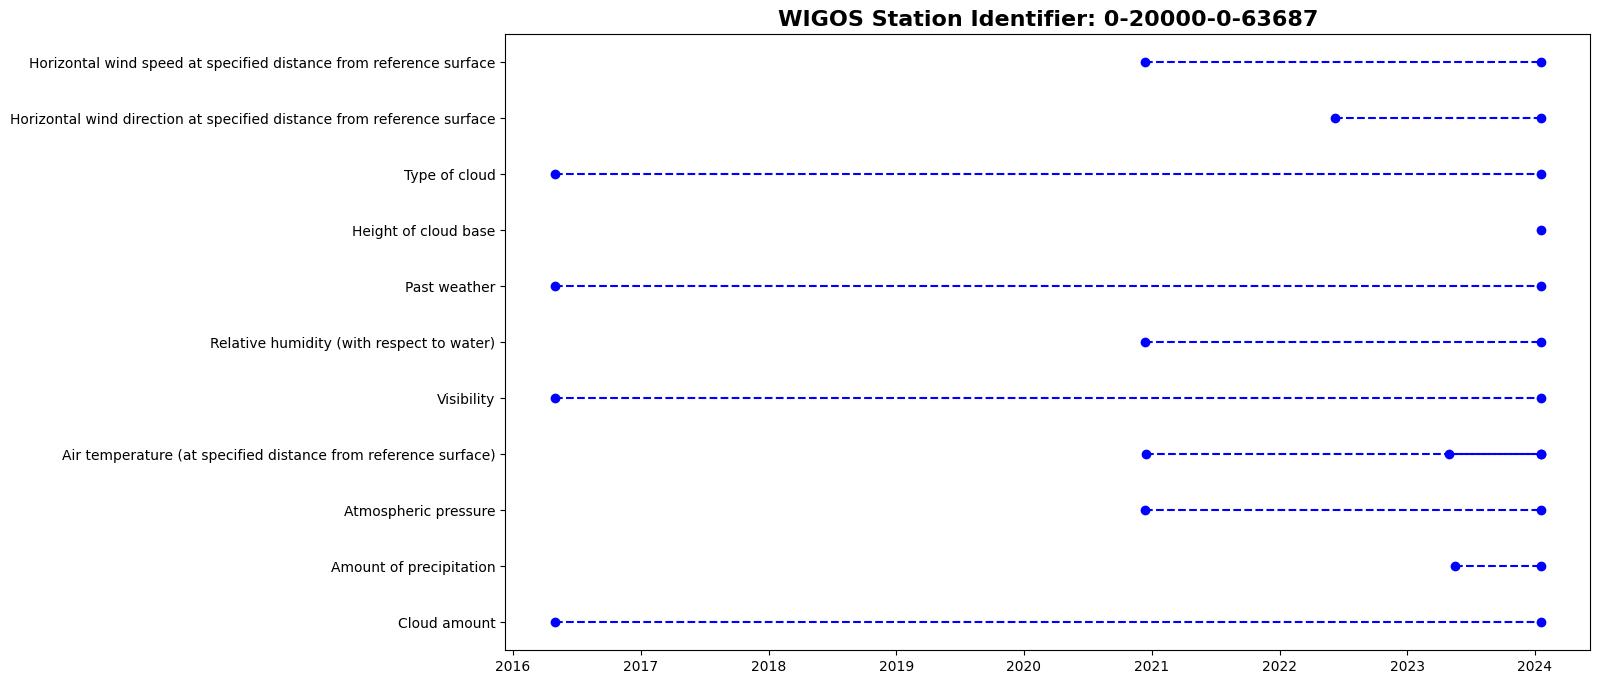 WIGOS Station Identifier: 0-20000-0-63687
Horizontal wind speed at specified distance from reference surface
Horizontal wind direction at specified distance from reference surface
Type of cloud
Height of cloud base
Past weather
Relative humidity (with respect to water)
Visibility
Air temperature (at specified distance from reference surface)
Atmospheric pressure
Amount of precipitation
Cloud amount
2016 2017 2018 2019 2020 2021 2022 2023 2024